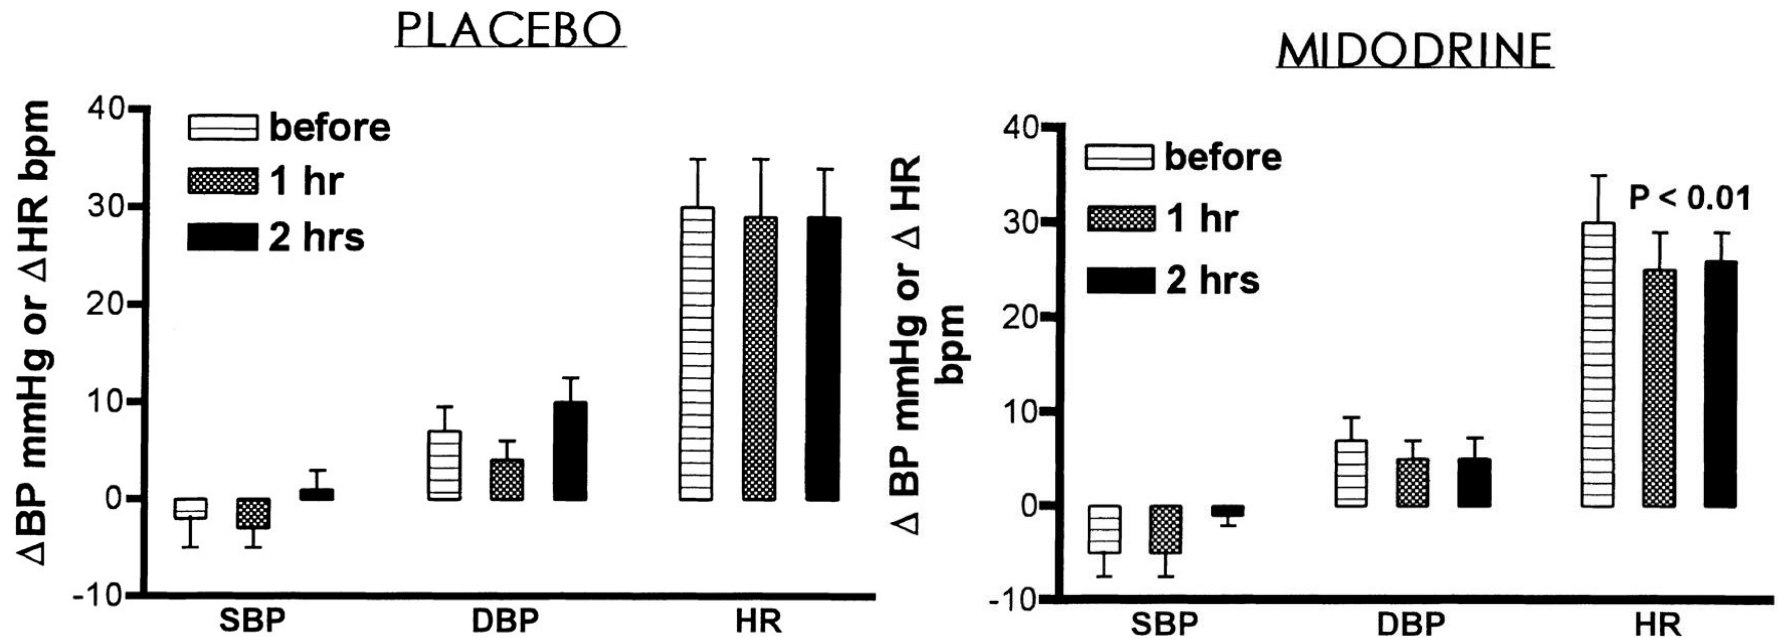 PLACEBO
ΔBP mmHg or ΔHR bpm
40
30
20
10
0
-10
before
1 hr
2 hrs
SBP
DBP
HR
MIDODRINE
Δ BP mmHg or Δ HR
bpm
40
30
20
10
0
-10
before
1 hr
2 hrs
P < 0.01
SBP
DBP
HR